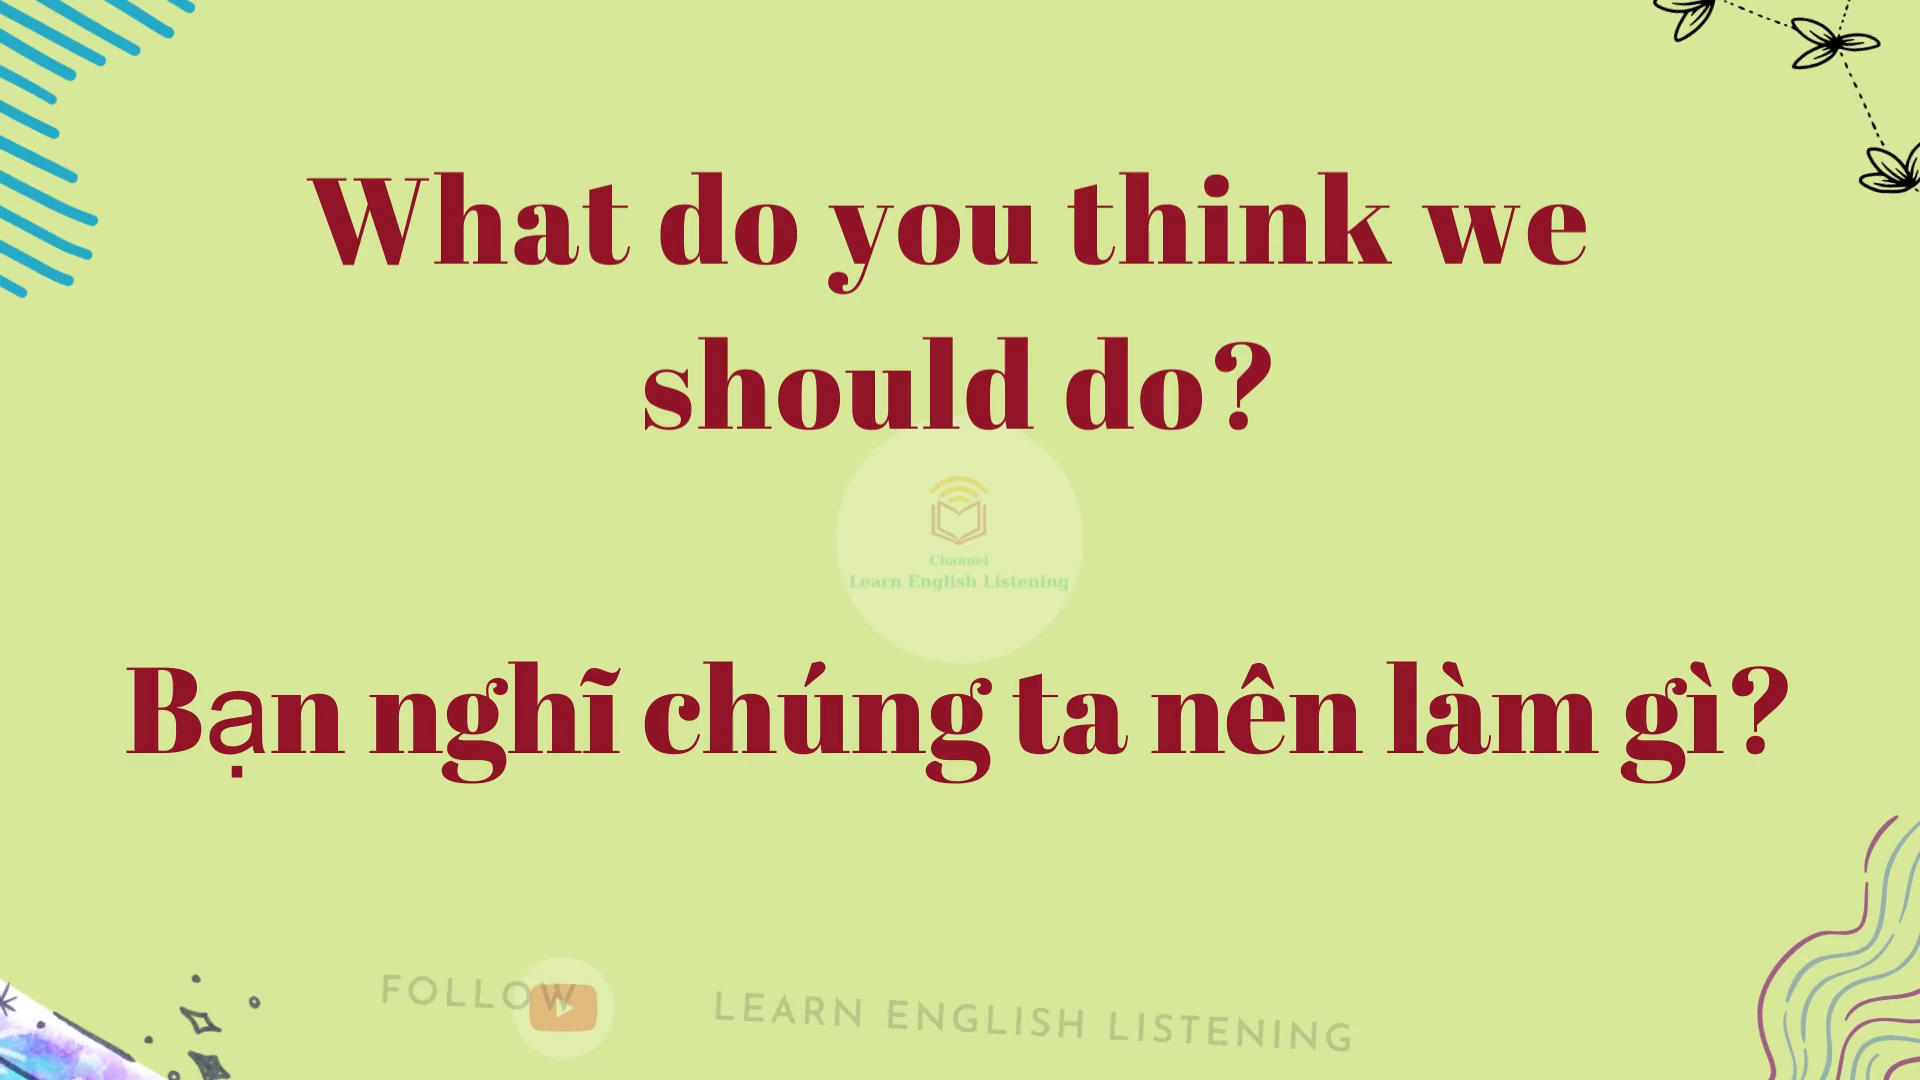 What do you think we
should do?
Channel
Learn English Listening
Bạn nghĩ chúng ta nên làm gì?
FOLLOW
LEARN ENGLISH LISTENING